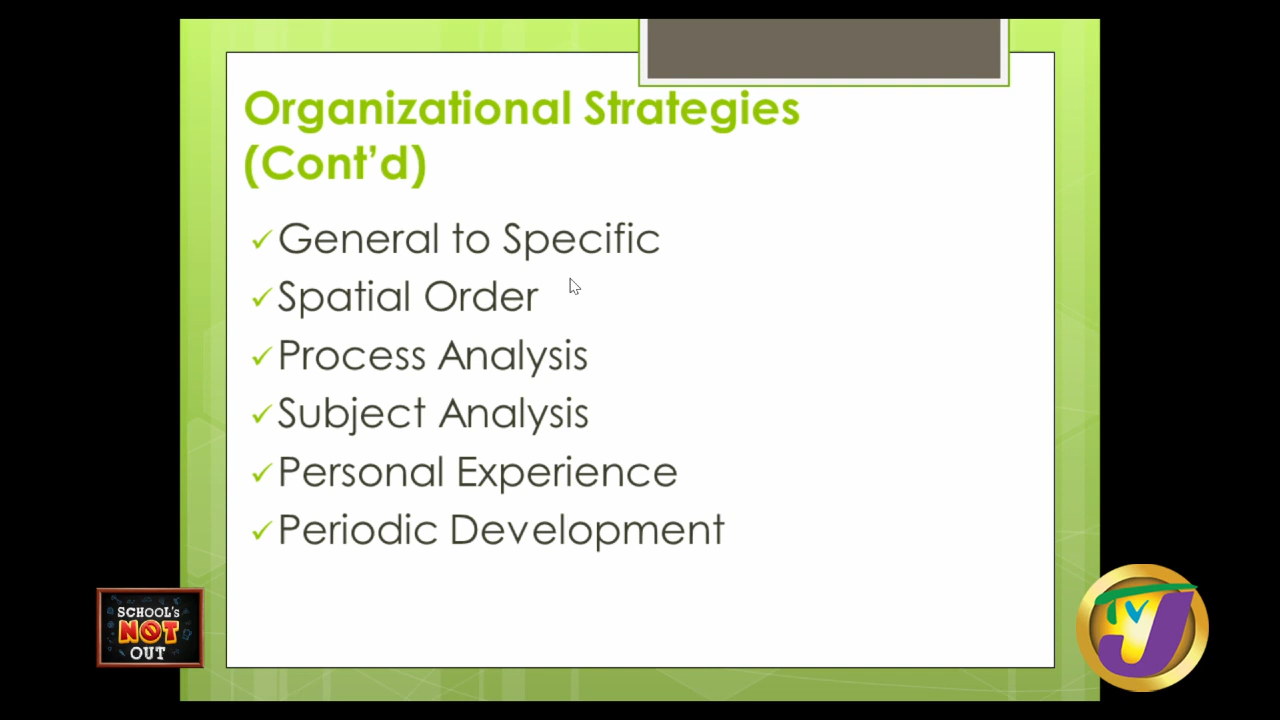 Organizational Strategies
(Cont’d)
General to Specific
Spatial Order
Process Analysis
Subject Analysis
Personal Experience
Periodic Development
SCHOOL's
NOT
OUT
TVJ